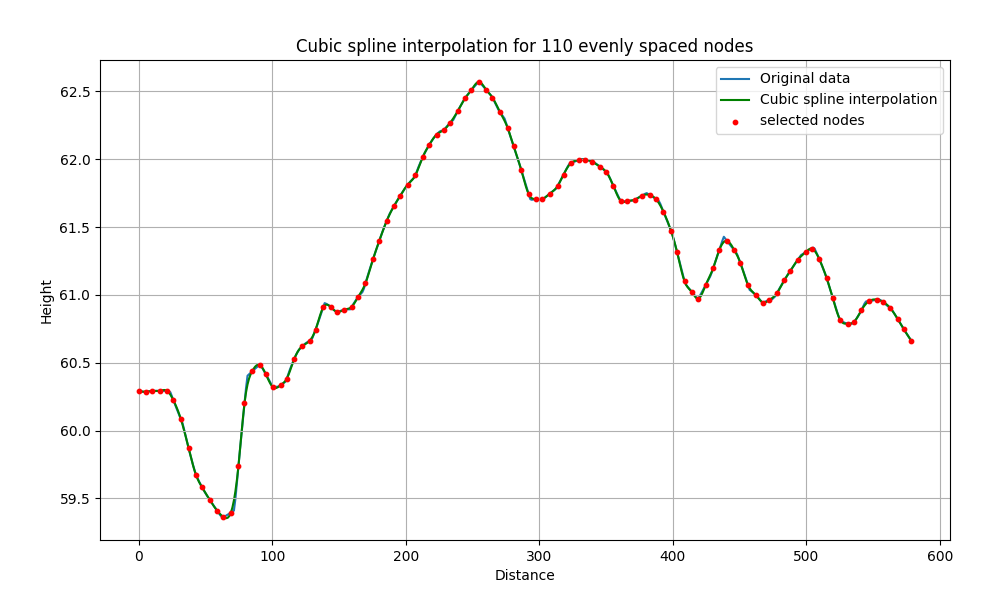 Cubic spline interpolation for 110 evenly spaced nodes
Original data
Cubic spline interpolation
selected nodes
62.5
62.0
61.5
61.0
60.5
60.0
59.5
Height
0 100 200 300 400 500 600
Distance